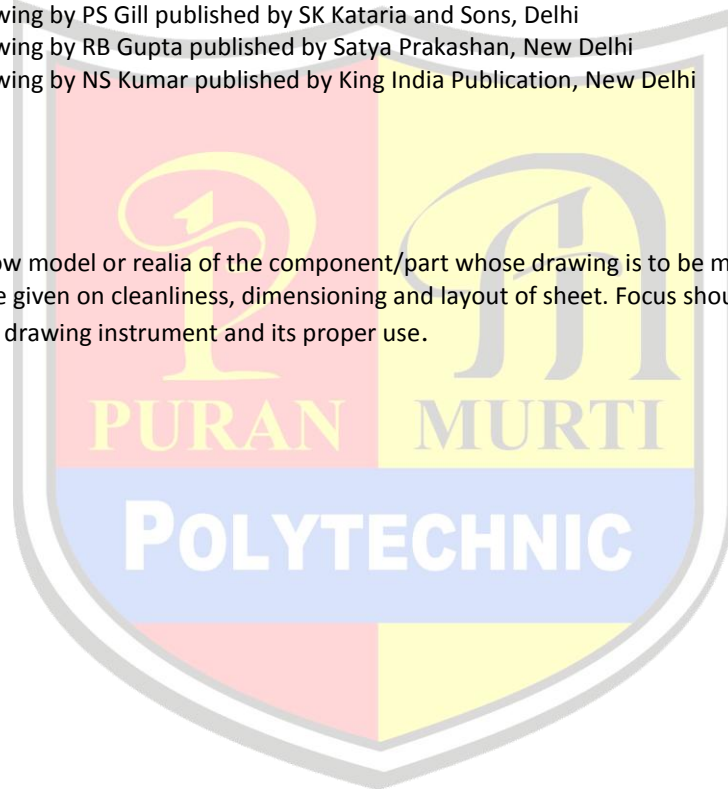 wing by PS Gill published by SK Kataria and Sons, Delhi
wing by RB Gupta published by Satya Prakashan, New Delhi
wing by NS Kumar published by King India Publication, New Delhi
ow model or realia of the component/part whose drawing is to be m
e given on cleanliness, dimensioning and layout of sheet. Focus shou
drawing instrument and its proper use.
PURAN MURTI
POLYTECHNIC